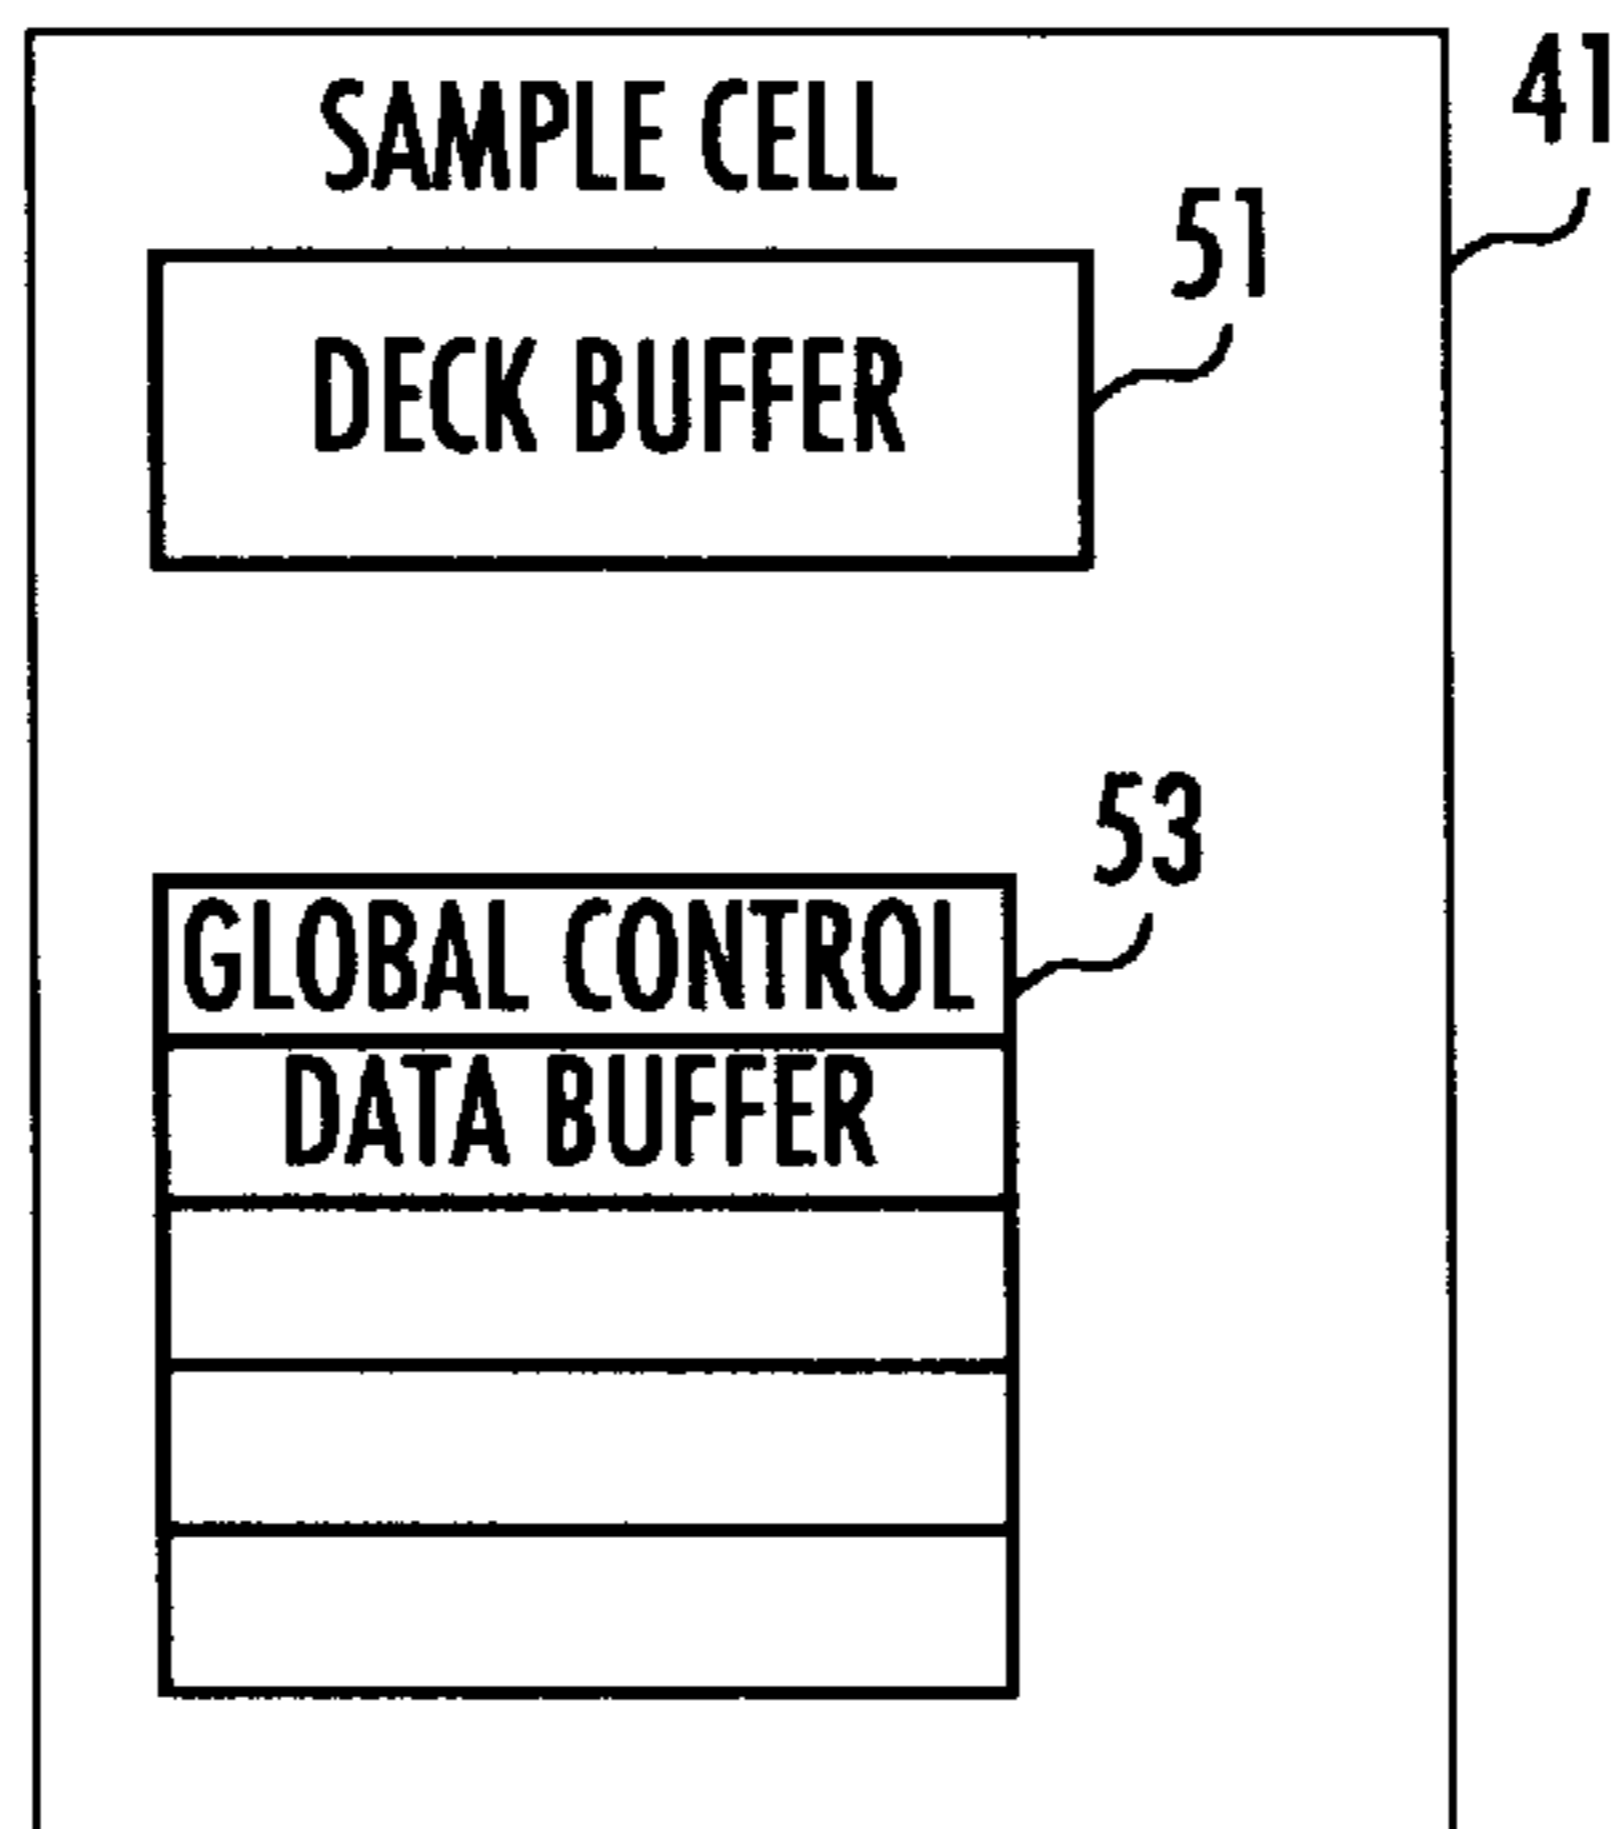 SAMPLE CELL
41
51
DECK BUFFER
53
GLOBAL CONTROL
DATA BUFFER